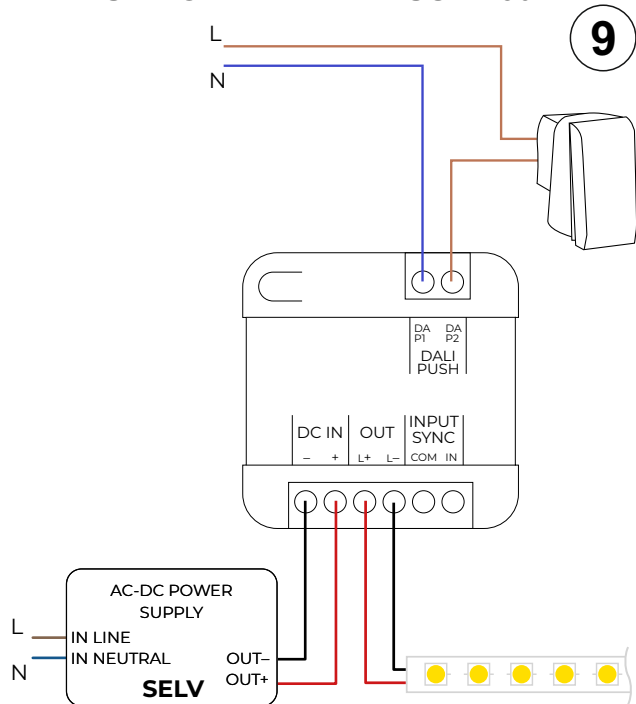 L
9
N
DA DA
P1 P2
DALI
PUSH
DC IN OUT INPUT
SYNC
– + L+ L– COM IN
AC-DC POWER
SUPPLY
L
IN LINE
N
IN NEUTRAL
OUT–
OUT+
SELV